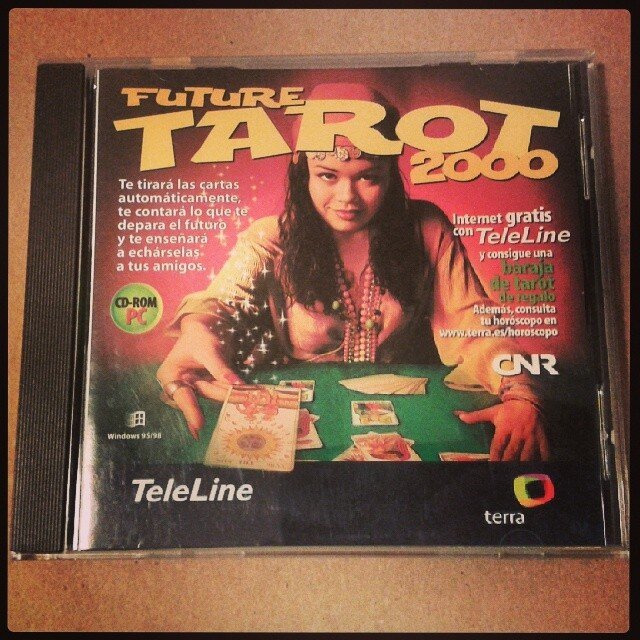 FUTURE
TAROT
2000
Te tirará las cartas
automáticamente,
te contará lo que te
depara el futuro
y te enseñará
a echárselas
a tus amigos.
Internet gratis
con TeleLine
y consigue una
baraja
de tarot
de regalo
Además, consulta
tu horóscopo en
www.terra.es/horoscopo
CD-ROM
PC
CNR
Windows 95/98
TeleLine
terra